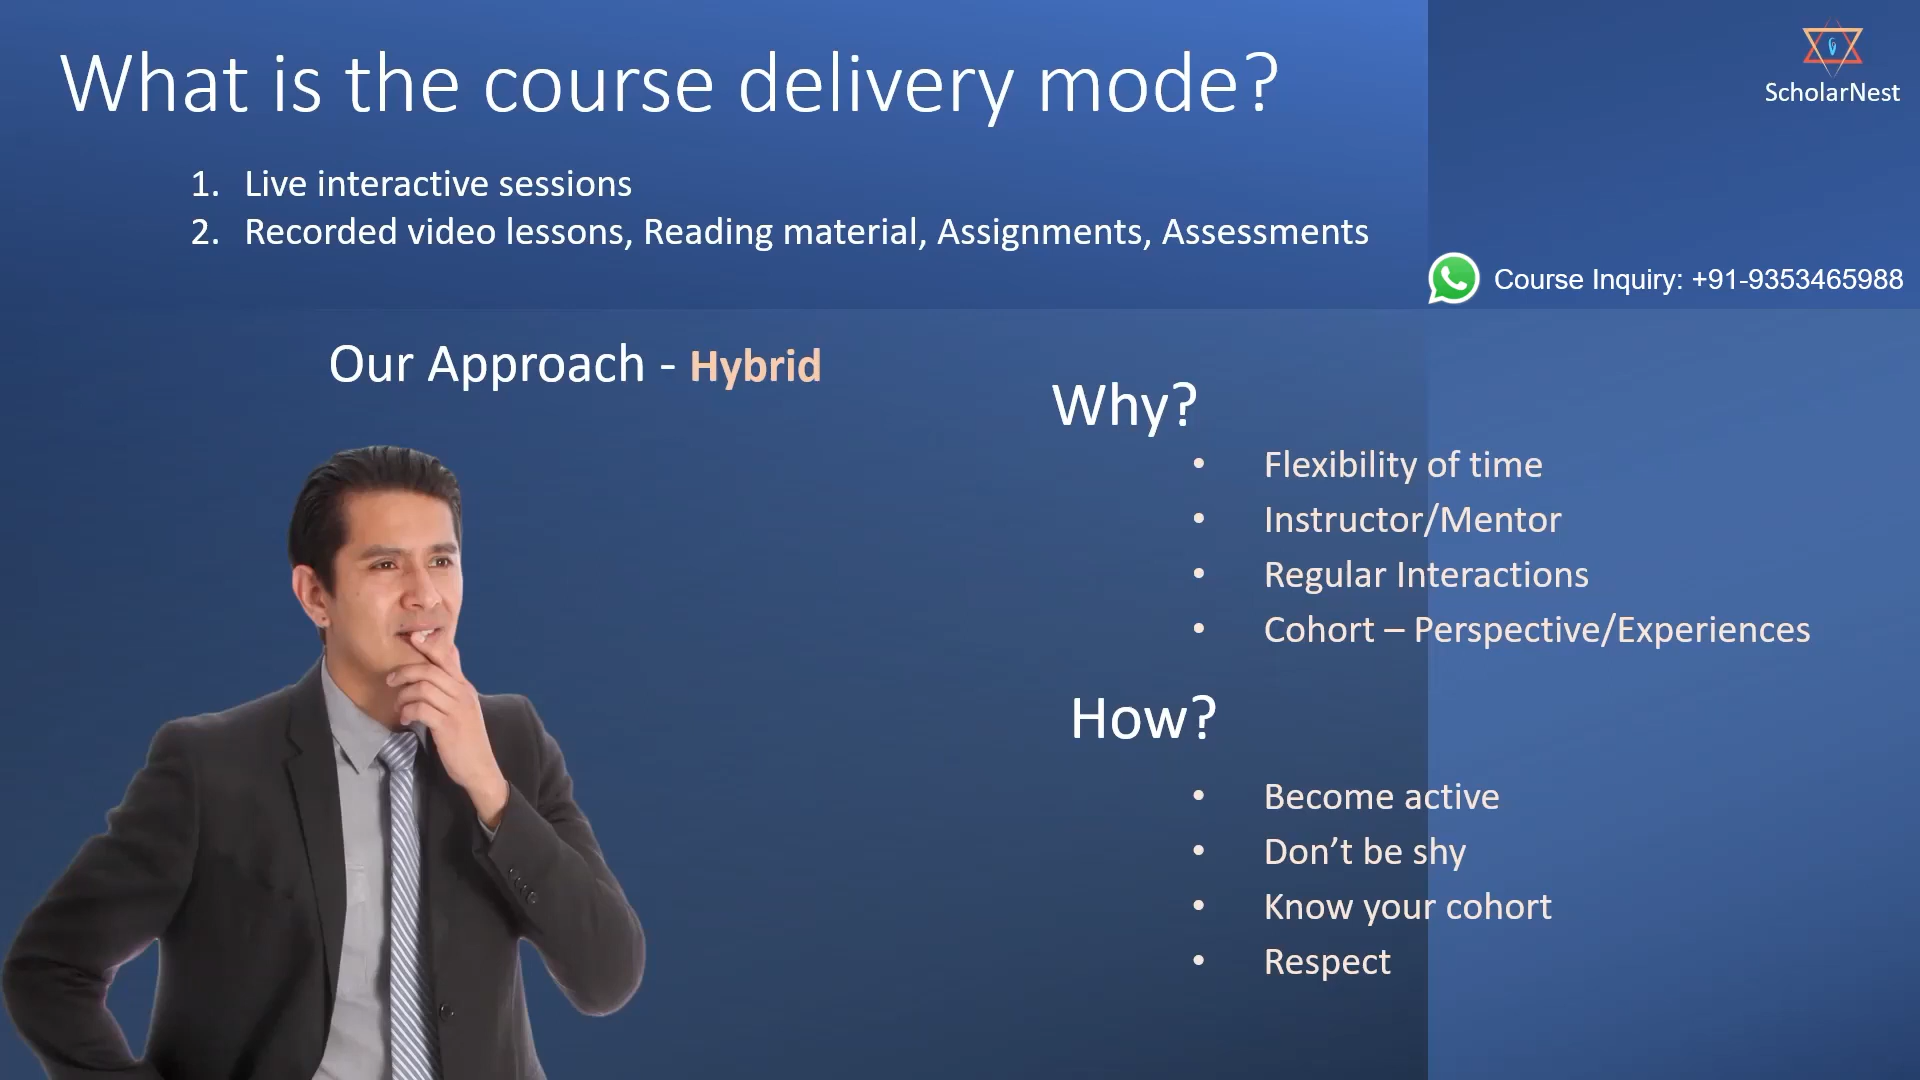 What is the course delivery mode?
ScholarNest
1. Live interactive sessions
2. Recorded video lessons, Reading material, Assignments, Assessments
Course Inquiry: +91-9353465988
Our Approach - Hybrid
Why?
• Flexibility of time
• Instructor/Mentor
• Regular Interactions
• Cohort – Perspective/Experiences
How?
• Become active
• Don’t be shy
• Know your cohort
• Respect